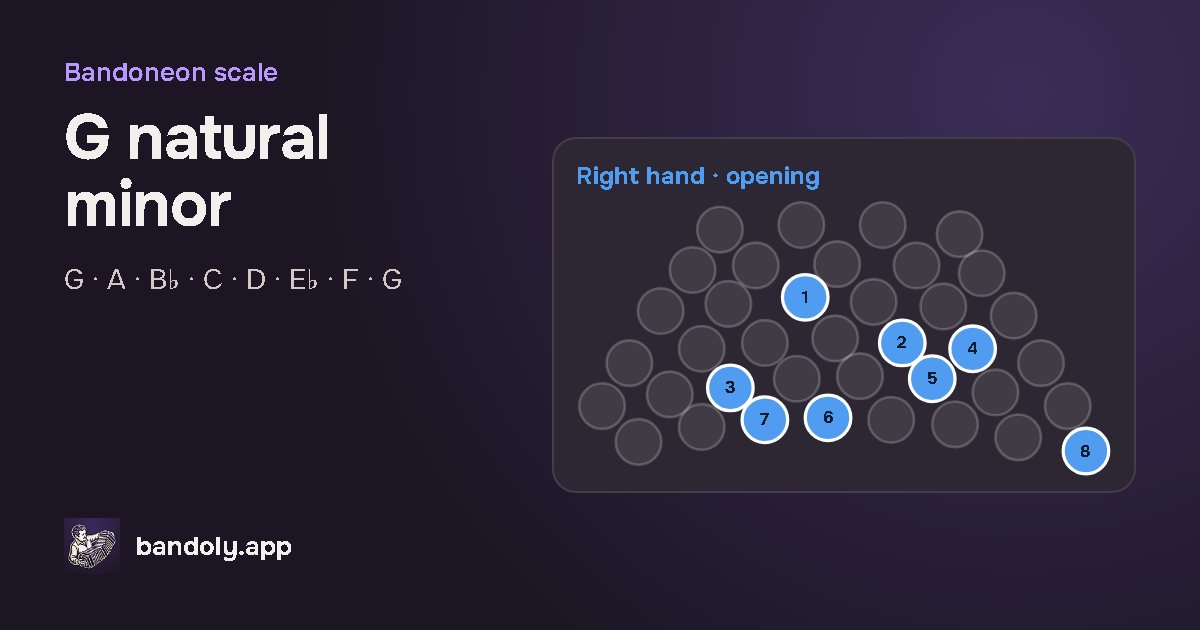 Bandoneon scale
G natural
minor
G · A · B♭ · C · D · E♭ · F · G
Right hand · opening
1
2
4
3
5
7
6
8
bandoly.app